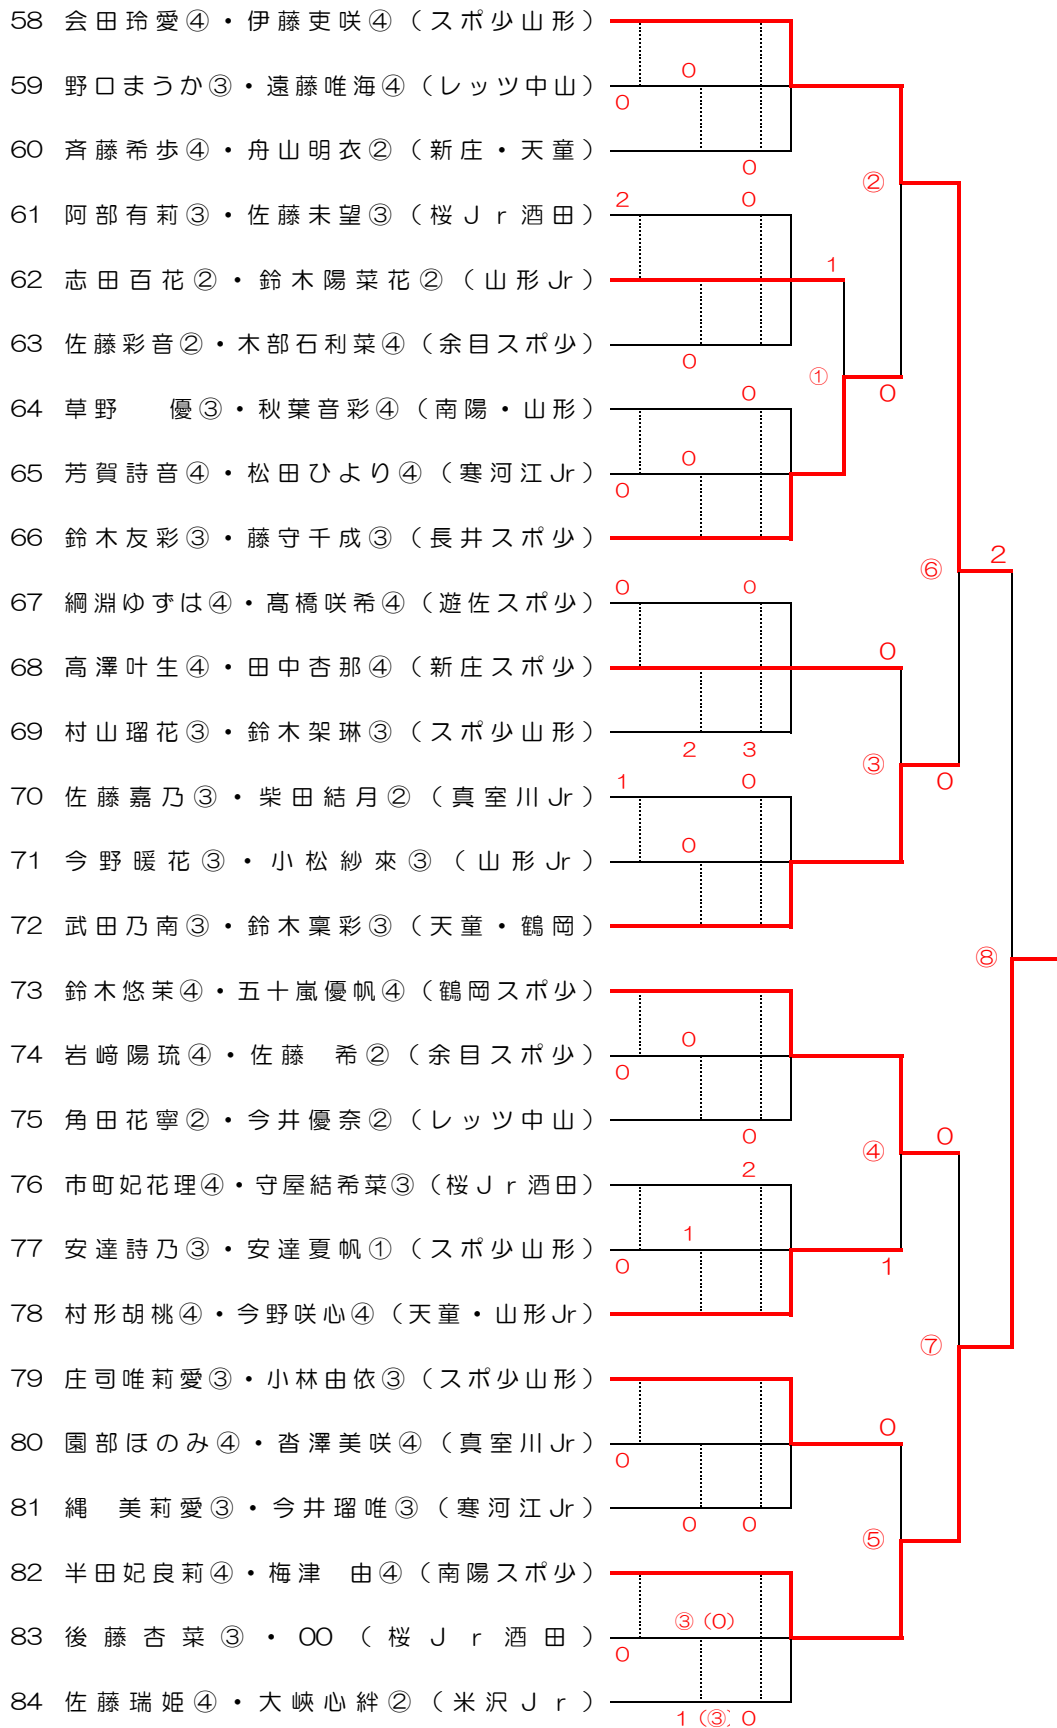 58 会田玲愛④・伊藤吏咲④（スポ少山形）
0
59 野口まうか③・遠藤唯海④（レッツ中山）
0
60 斉藤希歩④・舟山明衣②（新庄・天童）
0
②
61 阿部有莉③・佐藤未望③（桜Ｊｒ酒田）
2 0
62 志田百花②・鈴木陽菜花②（山形Jr）
1
63 佐藤彩音②・木部石利菜④（余目スポ少）
0
①
0
64 草野　優③・秋葉音彩④（南陽・山形）
0
65 芳賀詩音④・松田ひより④（寒河江Jr）
0
0
66 鈴木友彩③・藤守千成③（長井スポ少）
2
⑥
67 綱淵ゆずは④・髙橋咲希④（遊佐スポ少）
0 0
68 高澤叶生④・田中杏那④（新庄スポ少）
0
69 村山瑠花③・鈴木架琳③（スポ少山形）
2 3
③
0
70 佐藤嘉乃③・柴田結月②（真室川Jr）
1 0
71 今野暖花③・小松紗來③（山形Jr）
0
72 武田乃南③・鈴木稟彩③（天童・鶴岡）
⑧
73 鈴木悠茉④・五十嵐優帆④（鶴岡スポ少）
74 岩﨑陽琉④・佐藤　希②（余目スポ少）
0
0
75 角田花寧②・今井優奈②（レッツ中山）
0
④
0
76 市町妃花理④・守屋結希菜③（桜Ｊｒ酒田）
2
77 安達詩乃③・安達夏帆①（スポ少山形）
1
0
1
78 村形胡桃④・今野咲心④（天童・山形Jr）
⑦
79 庄司唯莉愛③・小林由依③（スポ少山形）
80 園部ほのみ④・沓澤美咲④（真室川Jr）
0
0
81 縄　美莉愛③・今井瑠唯③（寒河江Jr）
0 0
⑤
82 半田妃良莉④・梅津　由④（南陽スポ少）
83 後藤杏菜③・00（桜Ｊｒ酒田）
③（0）
0
84 佐藤瑞姫④・大峽心絆②（米沢Ｊｒ）
1（③） 0